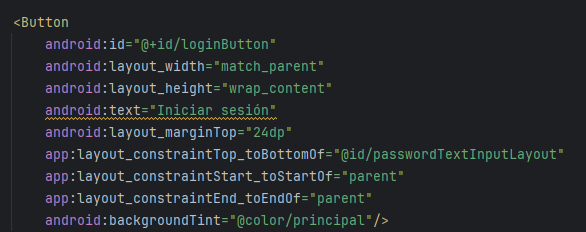 <Button
android:id="@+id/loginButton"
android:layout_width="match_parent"
android:layout_height="wrap_content"
android:text="Iniciar sesión"
android:layout_marginTop="24dp"
app:layout_constraintTop_toBottomOf="@id/passwordTextInputLayout"
app:layout_constraintStart_toStartOf="parent"
app:layout_constraintEnd_toEndOf="parent"
android:backgroundTint="@color/principal"/>